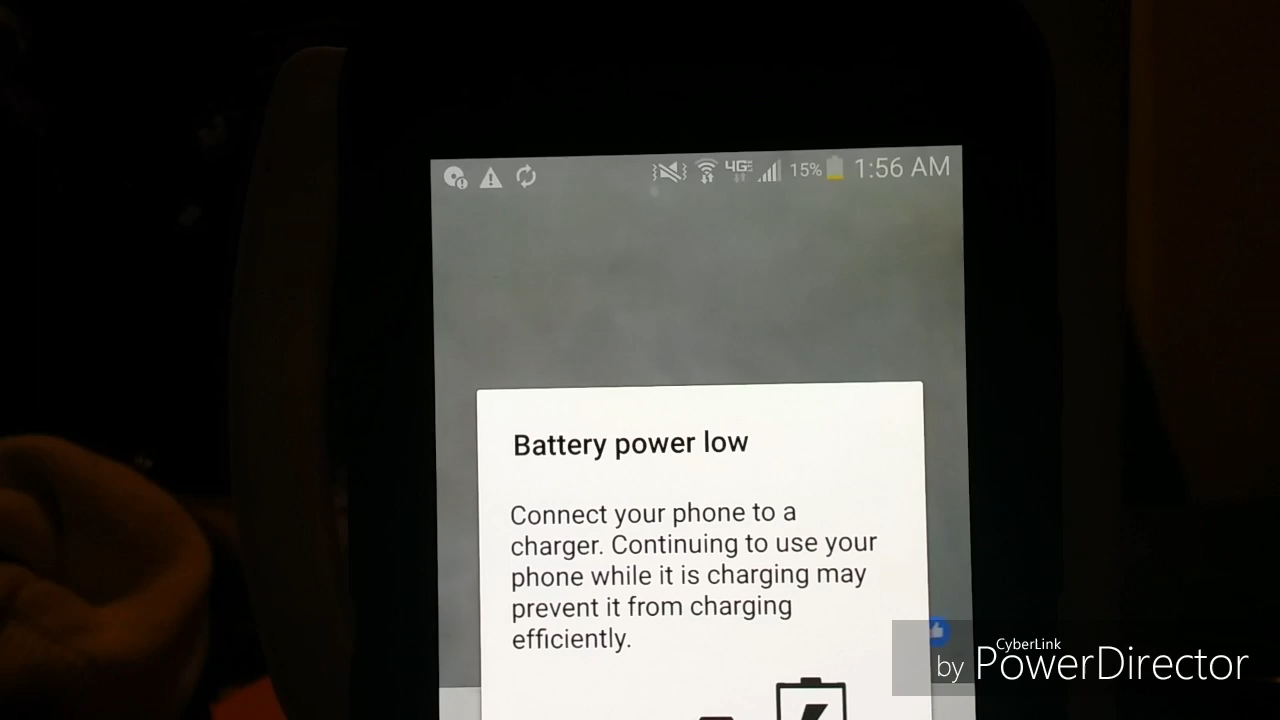 4G LTE 15% 1:56 AM
Battery power low
Connect your phone to a
charger. Continuing to use your
phone while it is charging may
prevent it from charging
efficiently.
CyberLink
by PowerDirector